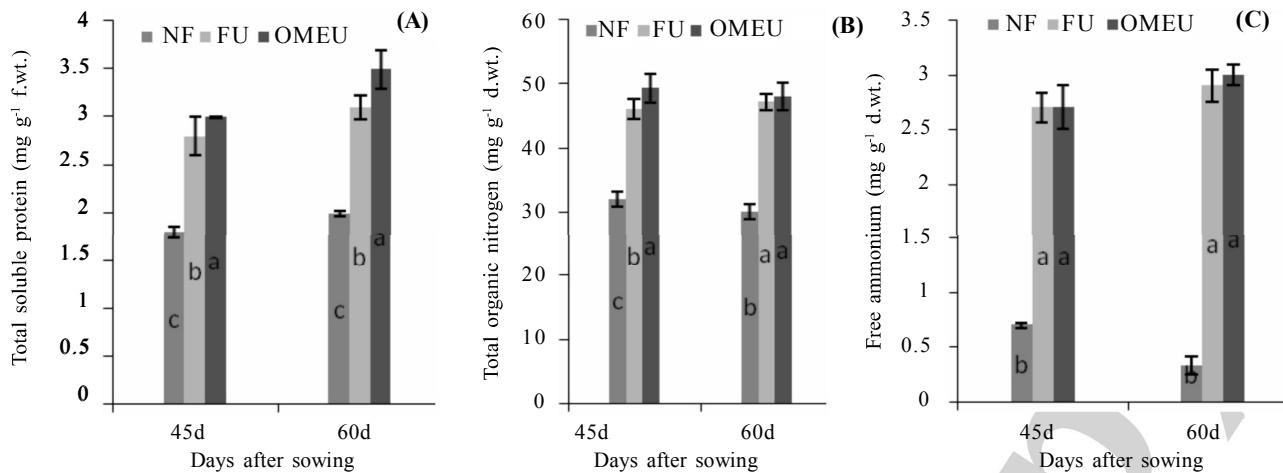 (A)
NF FU OMEU
Total soluble protein (mg g⁻¹ f.wt.)
4
3.5
3
2.5
2
1.5
1
0.5
0
c b a
c b a
45d 60d
Days after sowing
(B)
NF FU OMEU
Total organic nitrogen (mg g⁻¹ d.wt.)
60
50
40
30
20
10
0
c b a
b a a
45d 60d
Days after sowing
(C)
NF FU OMEU
Free ammonium (mg g⁻¹ d.wt.)
3.5
3
2.5
2
1.5
1
0.5
0
b a a
b a a
45d 60d
Days after sowing